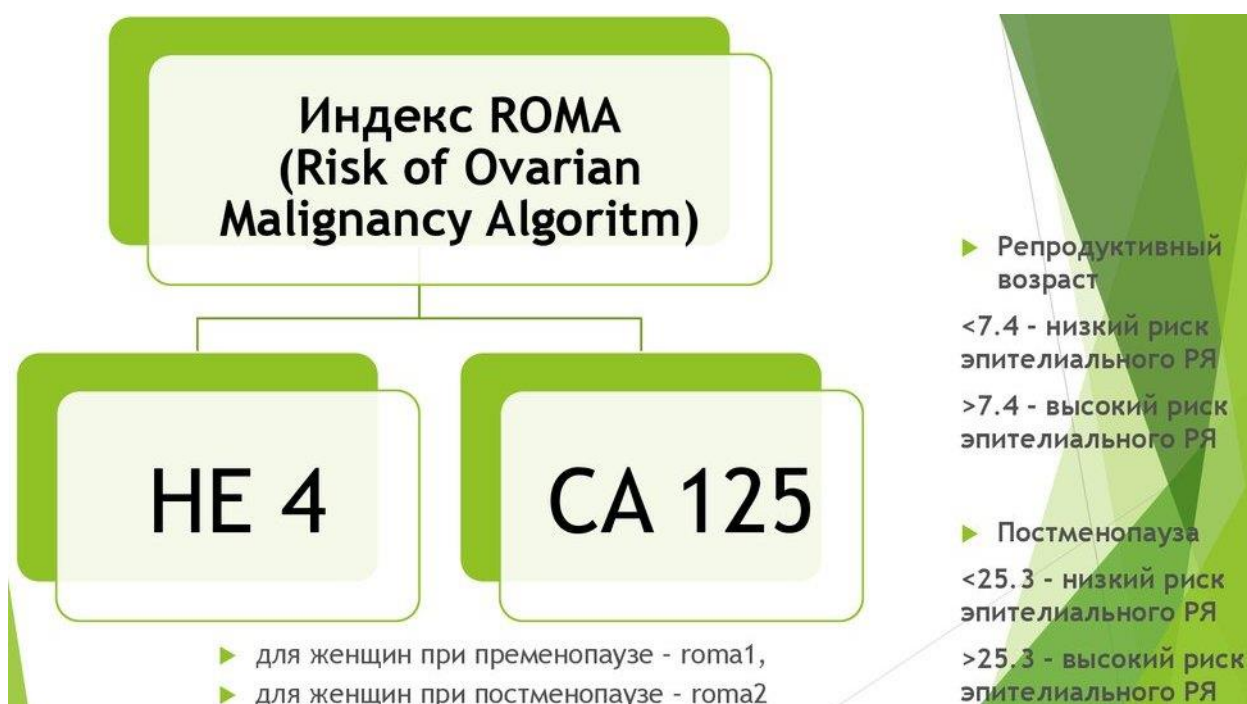 Индекс ROMA
(Risk of Ovarian
Malignancy Algoritm)
HE 4
CA 125
для женщин при пременопаузе - roma1,
для женщин при постменопаузе - roma2
Репродуктивный
возраст
<7.4 - низкий риск
эпителиального РЯ
>7.4 - высокий риск
эпителиального РЯ
Постменопауза
<25.3 - низкий риск
эпителиального РЯ
>25.3 - высокий риск
эпителиального РЯ